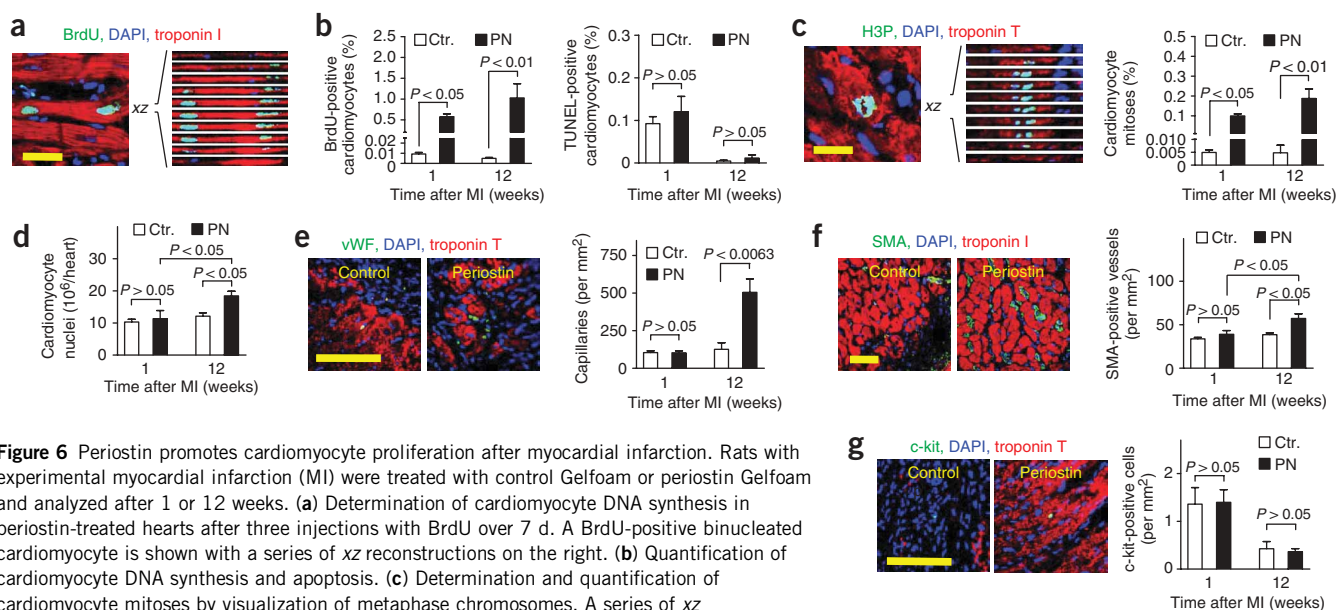 a
BrdU, DAPI, troponin I
xz
b
BrdU-positive
cardiomyocytes (%)
2.5
2.0
1.5
1.0
0.5
0.02
0.01
0
Ctr. PN
P < 0.05
P < 0.01
1 12
Time after MI (weeks)
TUNEL-positive
cardiomyocytes (%)
0.3
0.2
0.1
0
Ctr. PN
P > 0.05
P > 0.05
1 12
Time after MI (weeks)
c
H3P, DAPI, troponin T
xz
Cardiomyocyte
mitoses (%)
0.5
0.4
0.3
0.2
0.1
0.010
0.005
0
Ctr. PN
P < 0.05
P < 0.01
1 12
Time after MI (weeks)
d
Cardiomyocyte
nuclei (10⁶/heart)
30
20
10
0
Ctr. PN
P < 0.05
P > 0.05
P < 0.05
1 12
Time after MI (weeks)
e
vWF, DAPI, troponin T
Control Periostin
Capillaries (per mm²)
750
500
250
0
Ctr.
PN
P < 0.0063
P > 0.05
1 12
Time after MI (weeks)
f
SMA, DAPI, troponin I
Control Periostin
SMA-positive vessels
(per mm²)
100
50
0
Ctr. PN
P < 0.05
P > 0.05
P < 0.05
1 12
Time after MI (weeks)
Figure 6 Periostin promotes cardiomyocyte proliferation after myocardial infarction. Rats with
experimental myocardial infarction (MI) were treated with control Gelfoam or periostin Gelfoam
and analyzed after 1 or 12 weeks. (a) Determination of cardiomyocyte DNA synthesis in
periostin-treated hearts after three injections with BrdU over 7 d. A BrdU-positive binucleated
cardiomyocyte is shown with a series of xz reconstructions on the right. (b) Quantification of
cardiomyocyte DNA synthesis and apoptosis. (c) Determination and quantification of
cardiomyocyte mitoses by visualization of metaphase chromosomes. A series of xz
g
c-kit, DAPI, troponin T
Control Periostin
c-kit-positive cells
(per mm²)
2
1
0
Ctr.
PN
P > 0.05
P > 0.05
1 12
Time after MI (weeks)